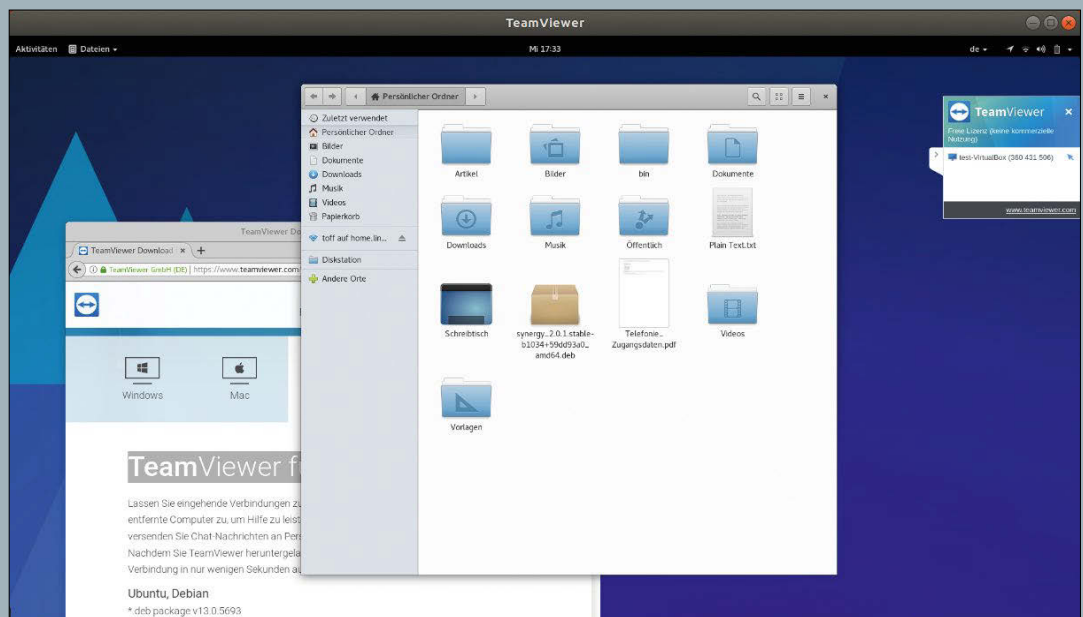 TeamViewer
Aktivitäten Dateien Mi 17:33 de
Persönlicher Ordner
Zuletzt verwendet
Persönlicher Ordner
Bilder
Dokumente
Downloads
Musik
Videos
Papierkorb
toff auf home.lin…
Diskstation
Andere Orte
Artikel Bilder bin Dokumente
Downloads Musik Öffentlich Plain Text.txt
Schreibtisch synergy_2.0.1.stable- Telefonie_ Videos
b1034+59dd93a0_ Zugangsdaten.pdf
amd64.deb
Vorlagen
TeamViewer
Freie Lizenz (keine kommerzielle
Nutzung)
test-VirtualBox (380 431 506)
www.teamviewer.com
TeamViewer Do
TeamViewer Download
TeamViewer GmbH (DE) https://www.teamviewer.com
Windows Mac
TeamViewer f
Lassen Sie eingehende Verbindungen zu
entfernte Computer zu, um Hilfe zu leist
versenden Sie Chat-Nachrichten an Pers
Nachdem Sie TeamViewer heruntergela
Verbindung in nur wenigen Sekunden au
Ubuntu, Debian
*.deb package v13.0.5693